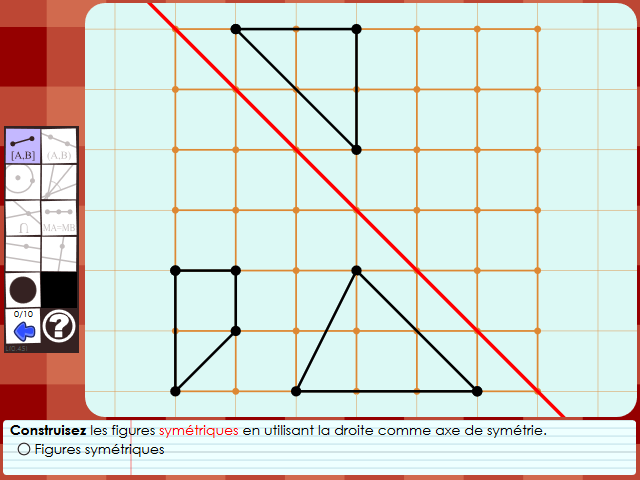 [A,B]
(A,B)
MA=MB
0/10
?
Construisez les figures symétriques en utilisant la droite comme axe de symétrie.
Figures symétriques